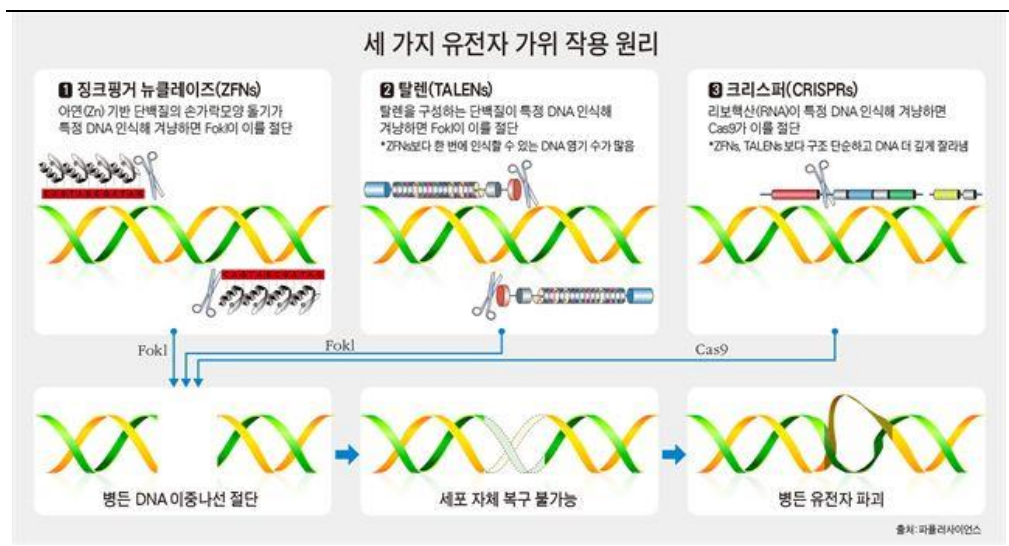 세 가지 유전자 가위 작용 원리
1 징크핑거 뉴클레이즈(ZFNs)
아연(Zn) 기반 단백질의 손가락모양 돌기가
특정 DNA 인식해 겨냥하면 Fokl이 이를 절단
2 탈렌(TALENs)
탈렌을 구성하는 단백질이 특정 DNA 인식해
겨냥하면 Fokl이 이를 절단
*ZFNs보다 한 번에 인식할 수 있는 DNA 염기 수가 많음
3 크리스퍼(CRISPRs)
리보핵산(RNA)이 특정 DNA 인식해 겨냥하면
Cas9가 이를 절단
*ZFNs, TALENs 보다 구조 단순하고 DNA 더 깊게 잘라냄
Fokl
Fokl
Cas9
병든 DNA 이중나선 절단
세포 자체 복구 불가능
병든 유전자 파괴
출처: 파퓰러사이언스